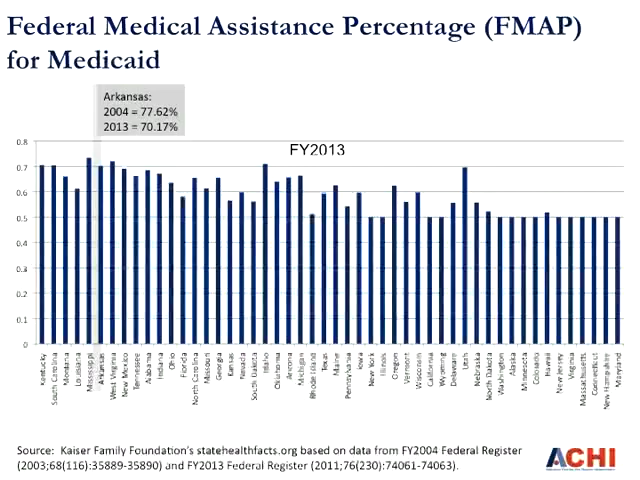 Federal Medical Assistance Percentage (FMAP)
for Medicaid
Arkansas:
2004 = 77.62%
2013 = 70.17%
FY2013
0.8
0.7
0.6
0.5
0.4
0.3
0.2
0.1
0
Kentucky
South Carolina
Montana
Louisiana
Mississippi
Arkansas
West Virginia
New Mexico
Tennessee
Alabama
Indiana
Ohio
Florida
North Carolina
Missouri
Georgia
Kansas
Nevada
South Dakota
Idaho
Oklahoma
Arizona
Michigan
Rhode Island
Texas
Maine
Pennsylvania
Iowa
New York
Illinois
Oregon
Vermont
Wisconsin
California
Wyoming
Delaware
Utah
Nebraska
North Dakota
Washington
Alaska
Minnesota
Colorado
Hawaii
New Jersey
Virginia
Massachusetts
Connecticut
New Hampshire
Maryland
Source: Kaiser Family Foundation's statehealthfacts.org based on data from FY2004 Federal Register
(2003;68(116):35889-35890) and FY2013 Federal Register (2011;76(230):74061-74063).
ACHI